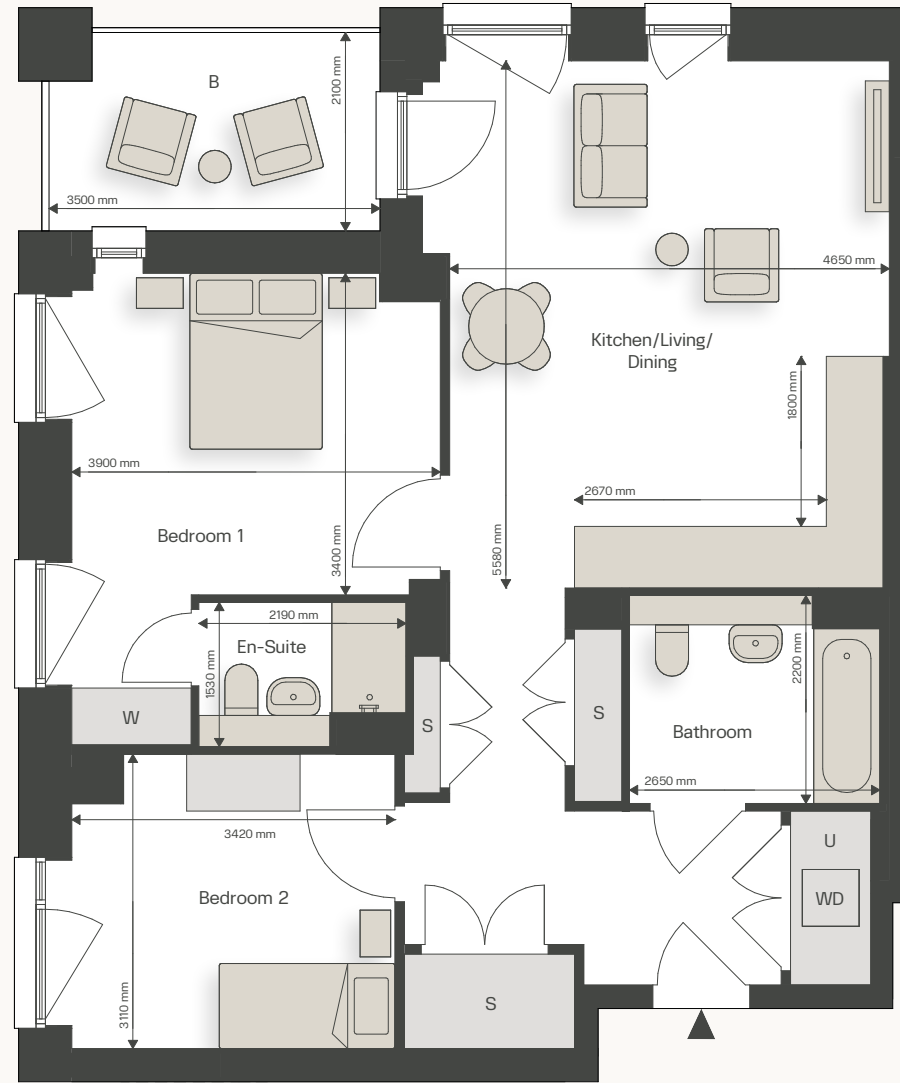 B
2100 mm
3500 mm
4650 mm
Kitchen/Living/
Dining
1800 mm
3900 mm
2670 mm
Bedroom 1
3400 mm
5580 mm
2190 mm
En-Suite
1530 mm
2200 mm
W
S
S
Bathroom
2650 mm
3420 mm
U
Bedroom 2
WD
3110 mm
S